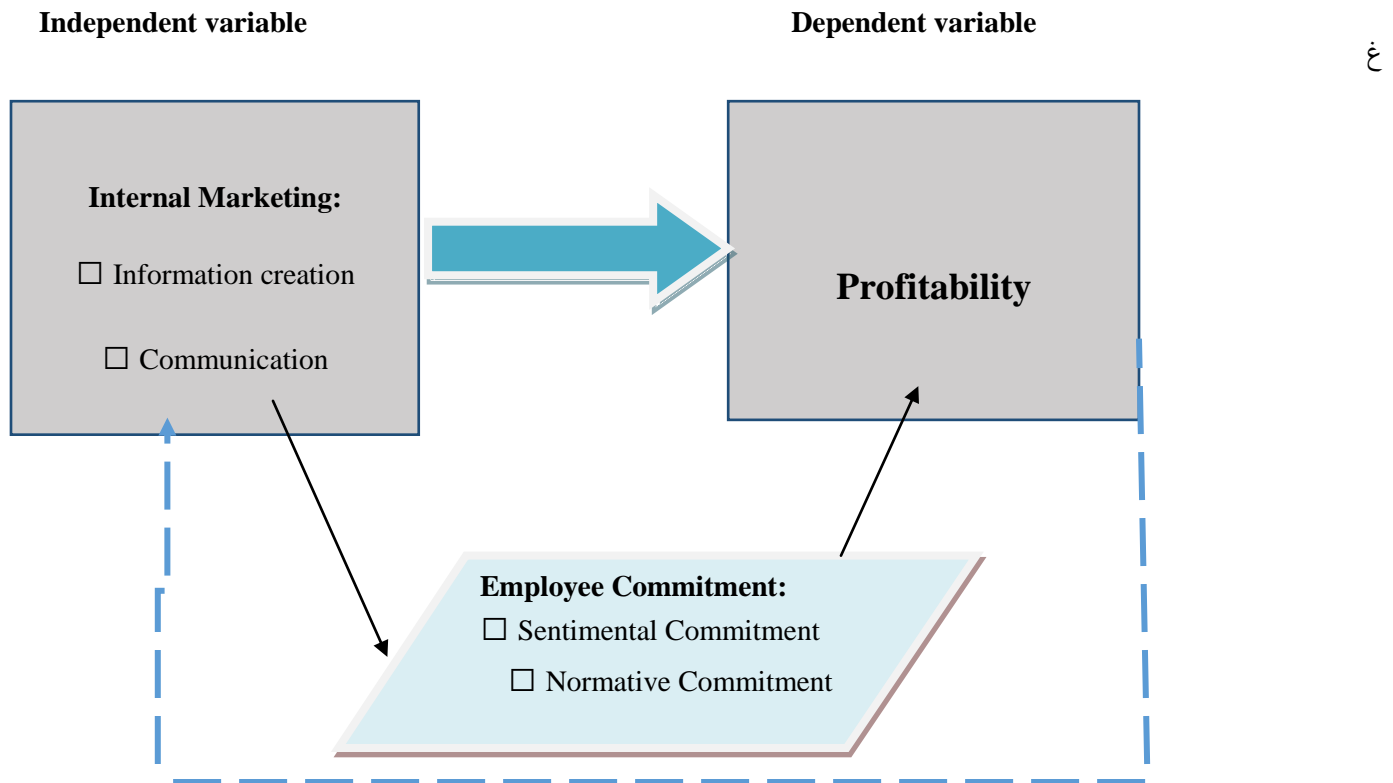 Independent variable
Dependent variable
غ
Internal Marketing:
☐ Information creation
☐ Communication
Profitability
Employee Commitment:
☐ Sentimental Commitment
☐ Normative Commitment